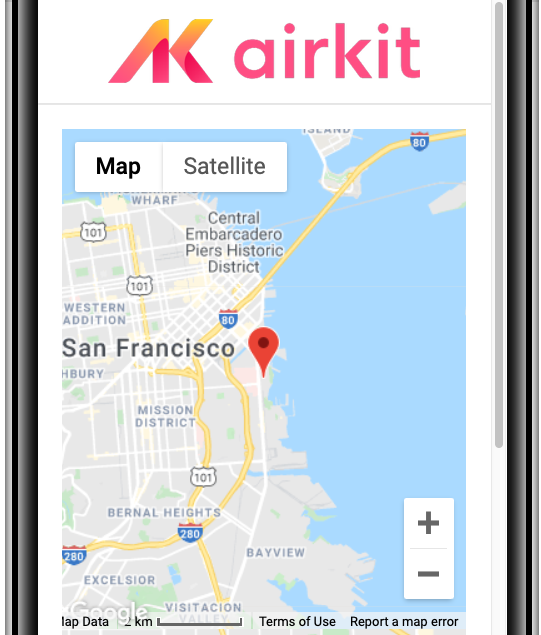 airkit
ISLAND
80
Map
Satellite
WHARF
101
Central
Embarcadero
Piers Historic
District
101
WESTERN
ADDITION
80
San Francisco
HBURY
MISSION
DISTRICT
101
BERNAL HEIGHTS
280
280
BAYVIEW
EXCELSIOR
VISITACION
VALLEY
Google
Map Data
2 km
Terms of Use
Report a map error